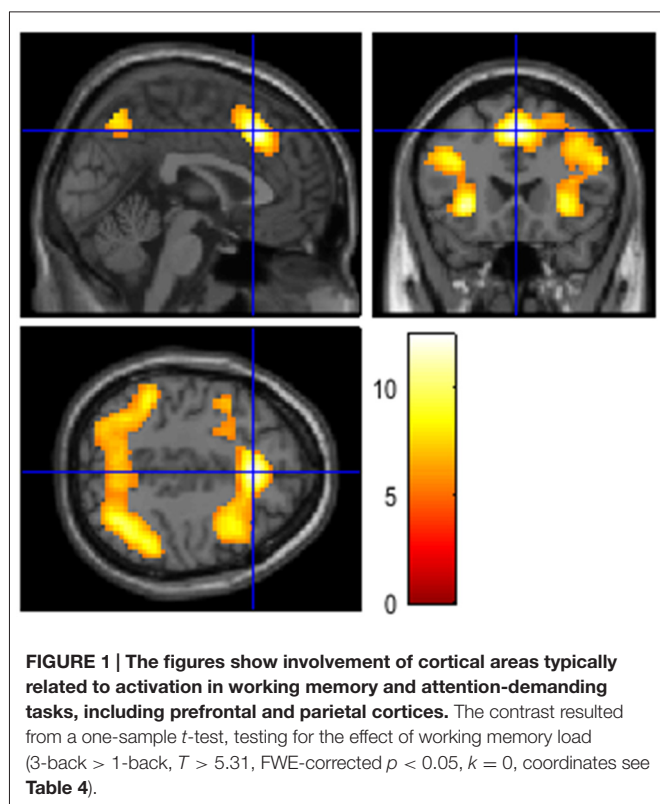 10
5
0
FIGURE 1 | The figures show involvement of cortical areas typically
related to activation in working memory and attention-demanding
tasks, including prefrontal and parietal cortices. The contrast resulted
from a one-sample t-test, testing for the effect of working memory load
(3-back > 1-back, T > 5.31, FWE-corrected p < 0.05, k = 0, coordinates see
Table 4).